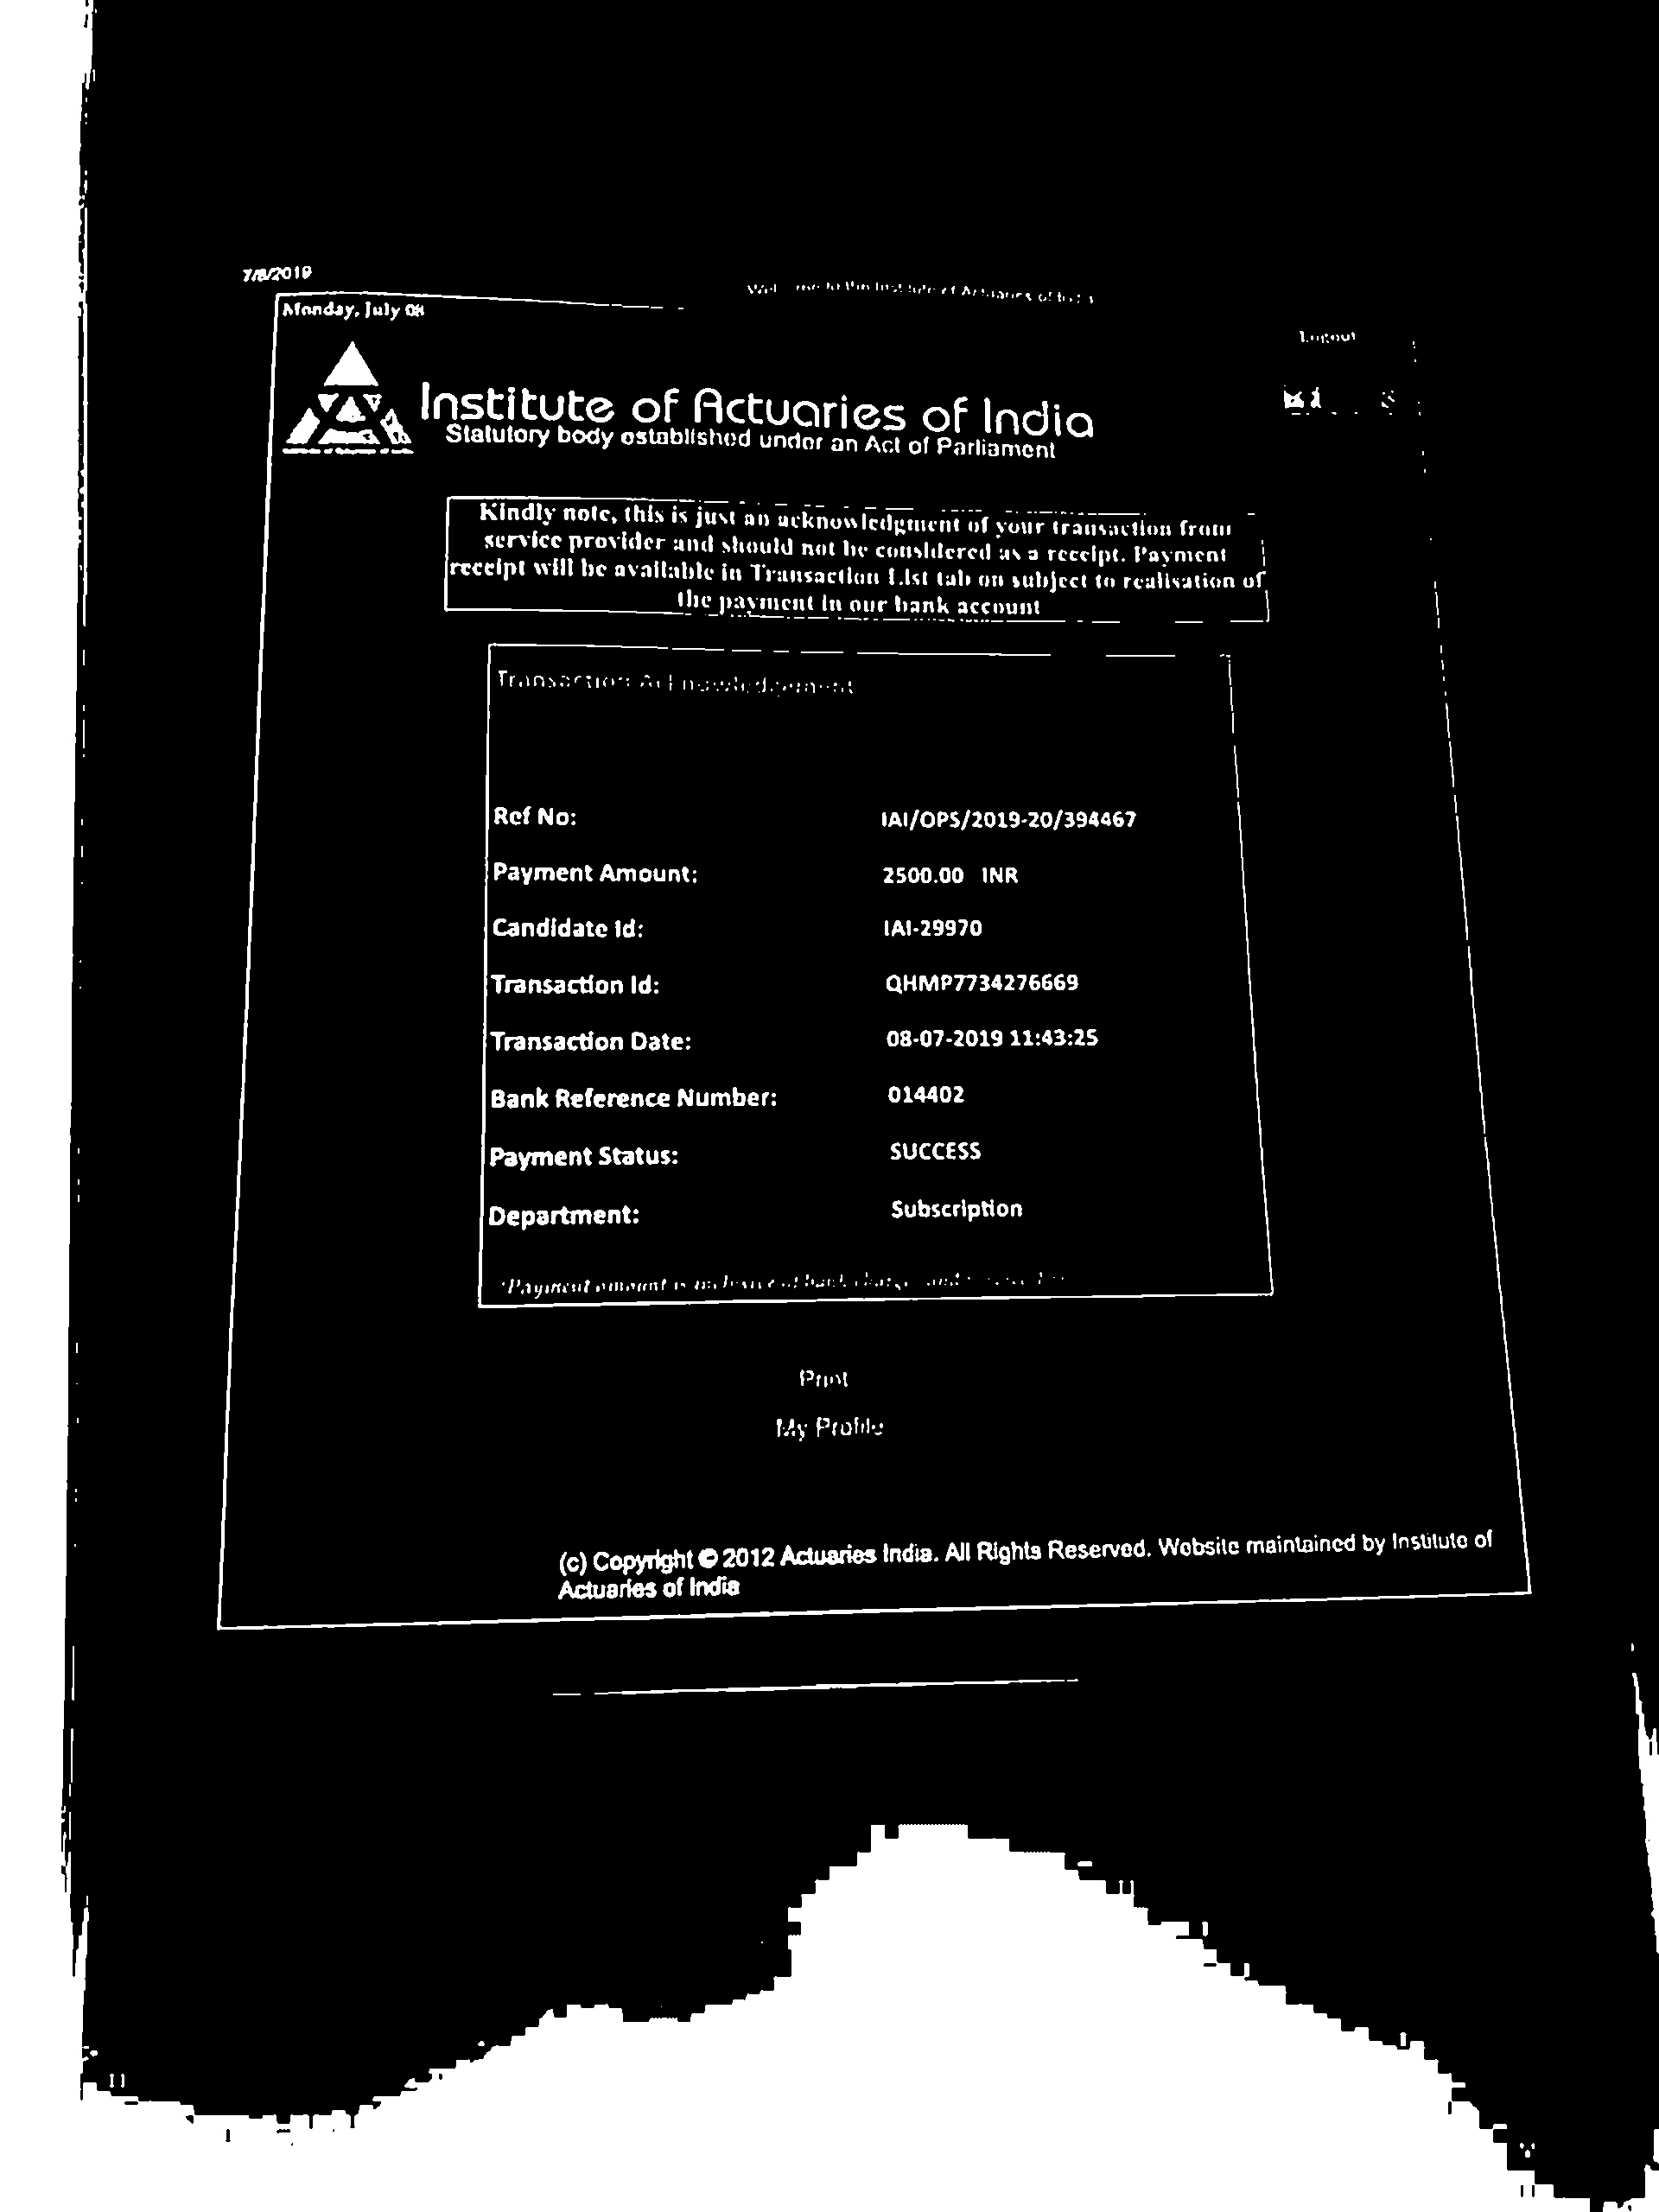 7/8/2019
Welcome to the Institute of Actuaries of India
Monday, July 08
Logout
Institute of Actuaries of India
Statutory body established under an Act of Parliament
Kindly note, this is just an acknowledgment of your transaction from
service provider and should not be considered as a receipt. Payment
receipt will be available in Transaction List tab on subject to realisation of
the payment in our bank account
Transaction Acknowledgement
Ref No: IAI/OPS/2019-20/394467
Payment Amount: 2500.00 INR
Candidate Id: IAI-29970
Transaction Id: QHMP7734276669
Transaction Date: 08-07-2019 11:43:25
Bank Reference Number: 014402
Payment Status: SUCCESS
Department: Subscription
*Payment amount is inclusive of bank charge and
Print
My Profile
(c) Copyright © 2012 Actuaries India. All Rights Reserved. Website maintained by Institute of
Actuaries of India